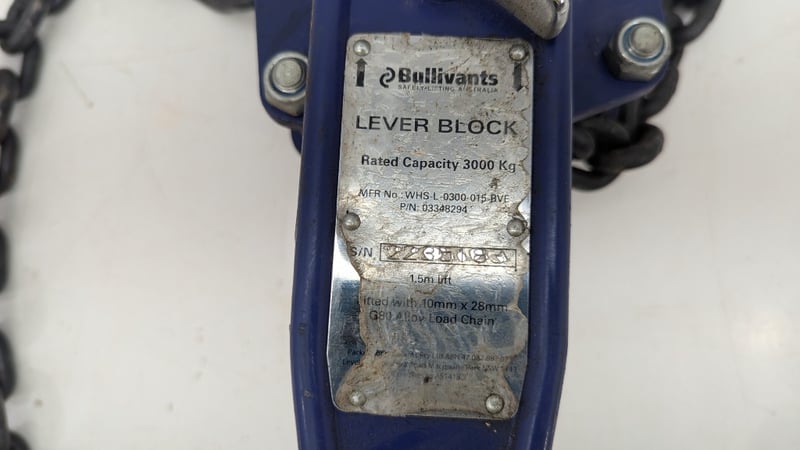 Bullivants
SAFELY LIFTING AUSTRALIA
LEVER BLOCK
Rated Capacity 3000 Kg
MFR No.: WHS-L-0300-015-BVE
P/N: 03348294
S/N
1.5m lift
fitted with 10mm x 28mm
G80 Alloy Load Chain